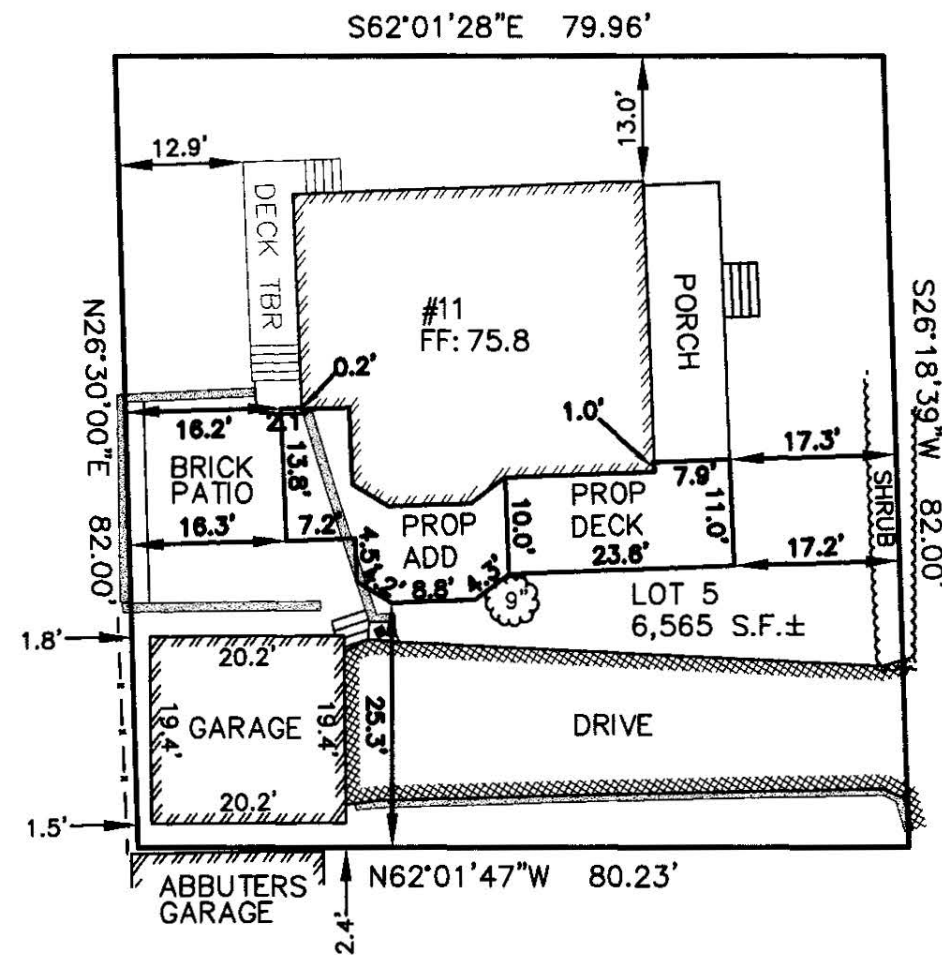 S62°01'28"E 79.96'
13.0'
12.9'
DECK TBR
#11
FF: 75.8
PORCH
N26°30'00"E 82.00'
S26°18'39"W 82.00'
0.2'
1.0'
16.2'
2.1'
13.8'
BRICK
PATIO
16.3'
7.2'
4.5'
4.2'
8.8'
4.3'
PROP
ADD
10.0'
PROP
DECK
23.6'
7.9'
11.0'
17.3'
17.2'
SHRUB
9"
LOT 5
6,565 S.F.±
1.8'
20.2'
19.4'
GARAGE
19.4'
20.2'
25.3'
DRIVE
1.5'
ABBUTERS
GARAGE
2.4'
N62°01'47"W 80.23'